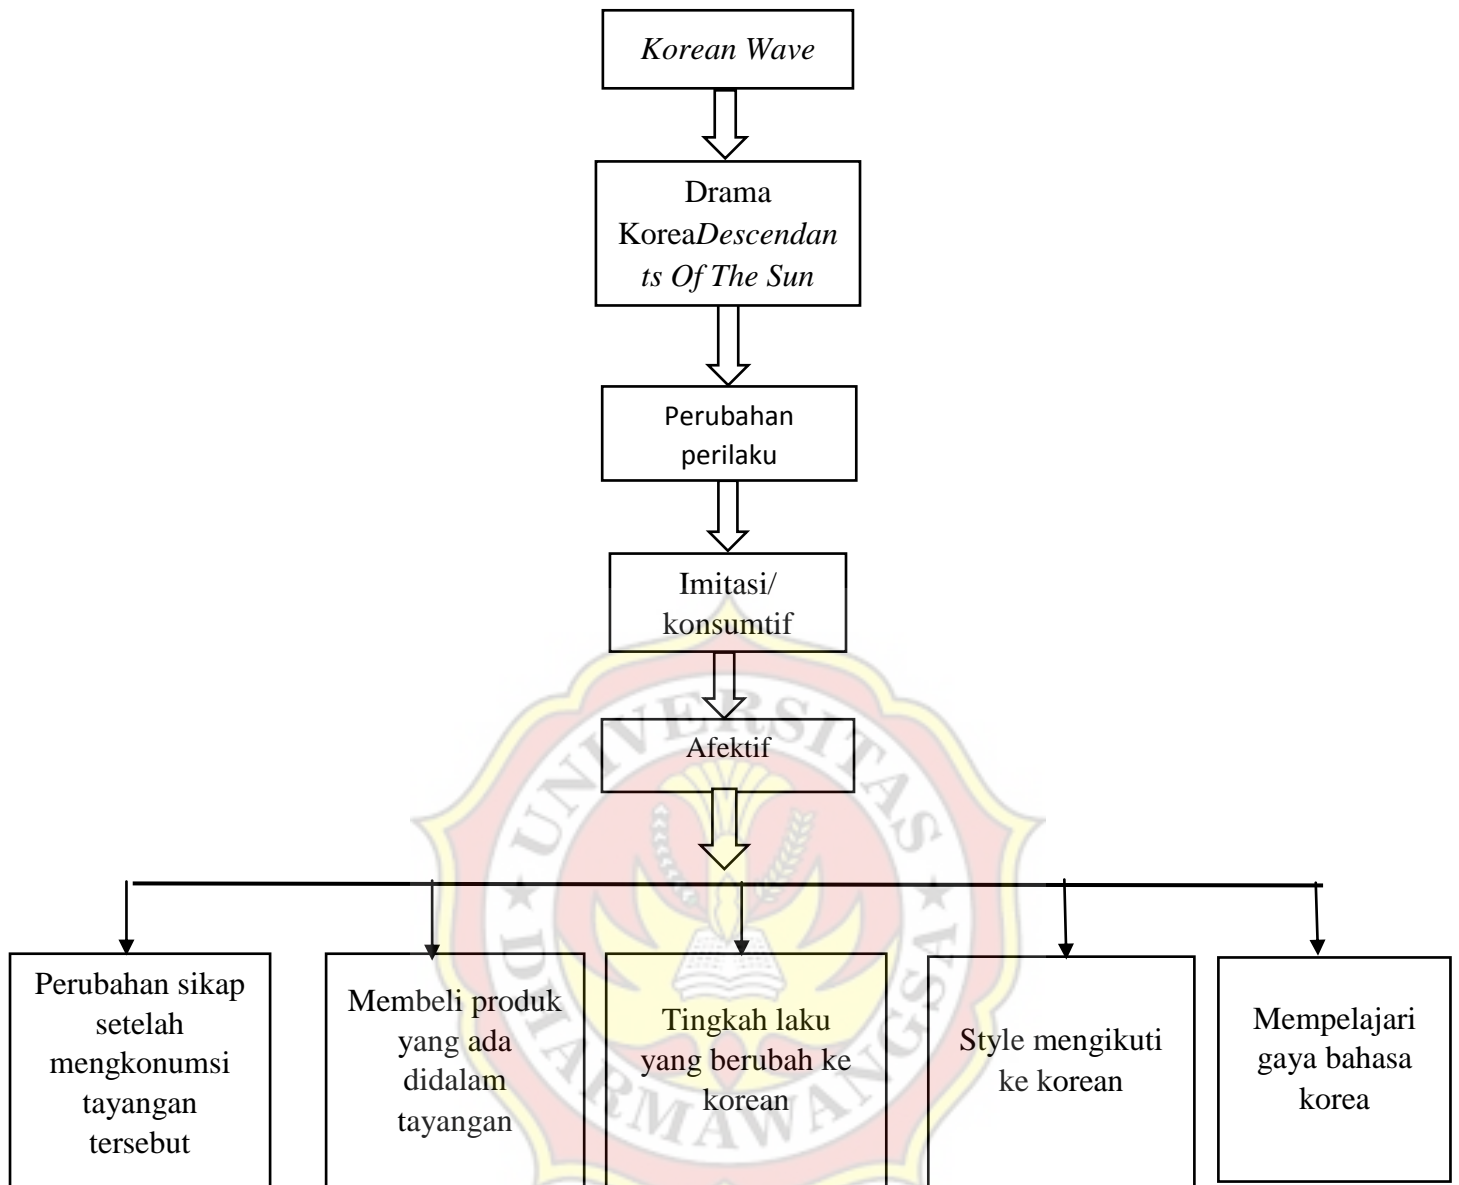 Korean Wave
Drama
KoreaDescendan
ts Of The Sun
Perubahan
perilaku
Imitasi/
konsumtif
Afektif
Perubahan sikap
setelah
mengkonumsi
tayangan
tersebut
Membeli produk
yang ada
didalam
tayangan
Tingkah laku
yang berubah ke
korean
Style mengikuti
ke korean
Mempelajari
gaya bahasa
korea
UNIVERSITAS
DIARMAWANGSA